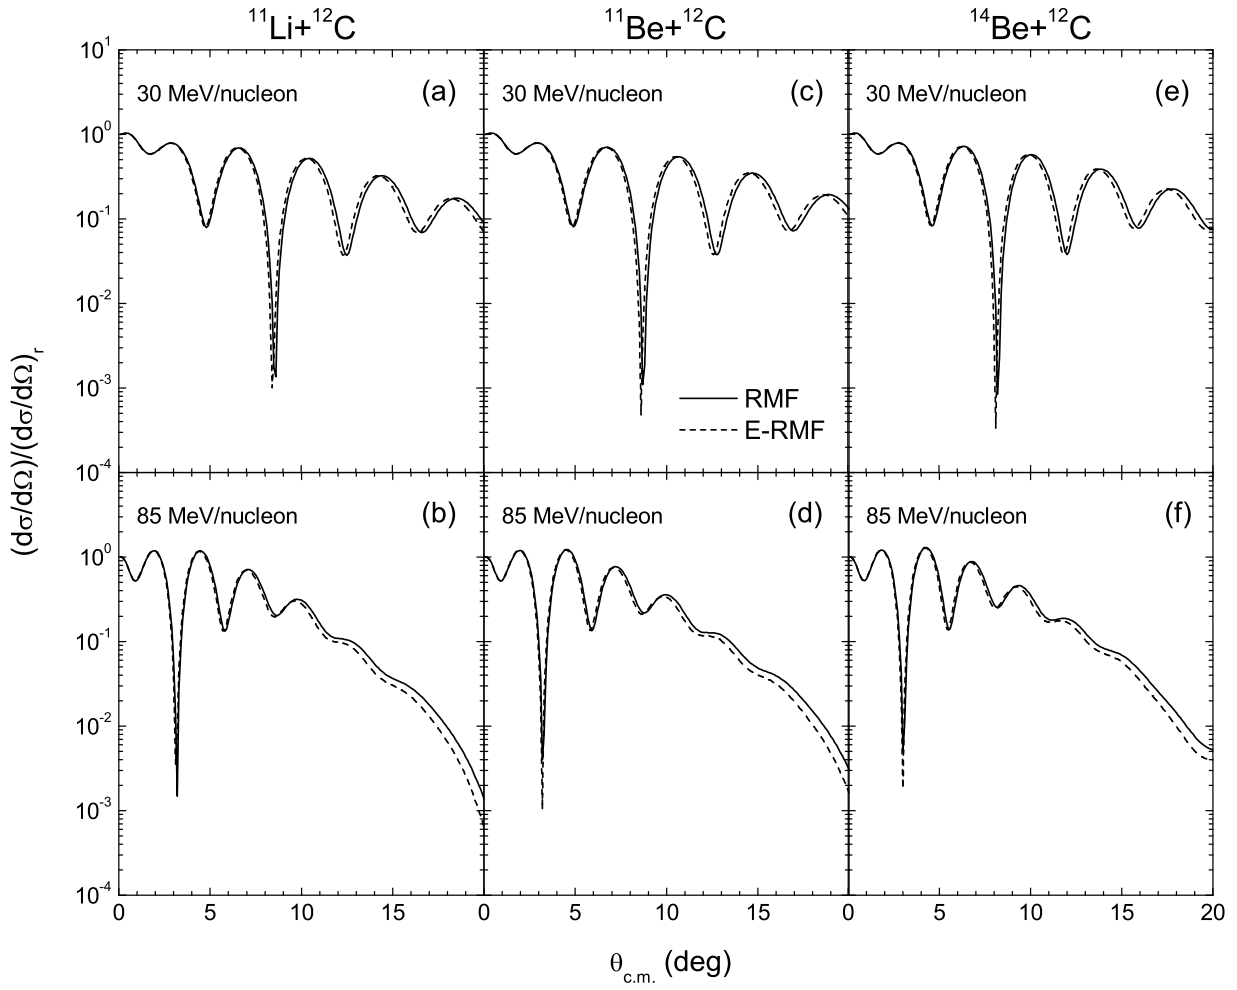 ¹¹Li+¹²C ¹¹Be+¹²C ¹⁴Be+¹²C
10¹
30 MeV/nucleon (a) 30 MeV/nucleon (c) 30 MeV/nucleon (e)
10⁰
10⁻¹
10⁻²
10⁻³
RMF
E-RMF
10⁻⁴
(dσ/dΩ)/(dσ/dΩ)ᵣ
85 MeV/nucleon (b) 85 MeV/nucleon (d) 85 MeV/nucleon (f)
10⁰
10⁻¹
10⁻²
10⁻³
10⁻⁴
0 5 10 15 0 5 10 15 0 5 10 15 20
θc.m. (deg)